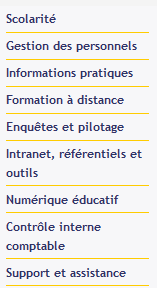 Scolarité
Gestion des personnels
Informations pratiques
Formation à distance
Enquêtes et pilotage
Intranet, référentiels et
outils
Numérique éducatif
Contrôle interne
comptable
Support et assistance